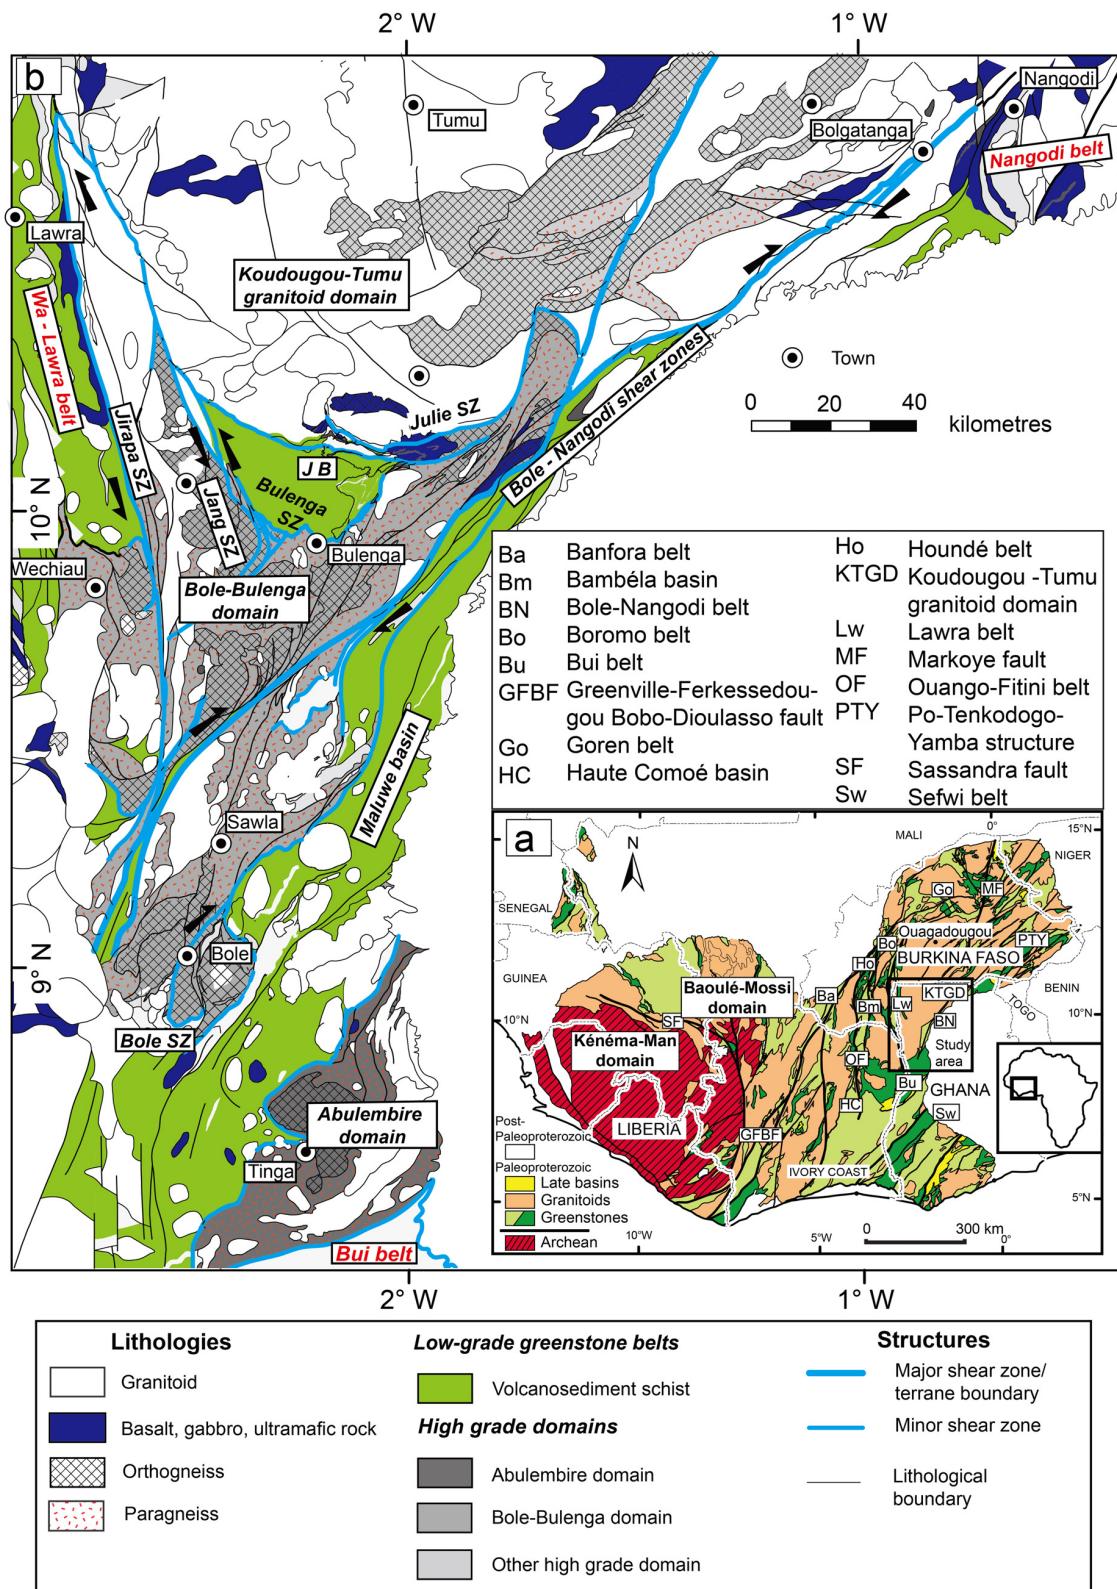 2° W
1° W
b
Tumu
Nangodi
Bolgatanga
Nangodi belt
Lawra
Koudougou-Tumu
granitoid domain
Wa - Lawra belt
Town
0 20 40 kilometres
Julie SZ
Bole - Nangodi shear zones
Jirapa SZ
J B
Jang SZ
Bulenga
SZ
10° N
Bulenga
Wechiau
Bole-Bulenga
domain
Maluwe basin
Sawla
Bole
9° N
Bole SZ
Abulembire
domain
Tinga
Bui belt
2° W
1° W
Ba Banfora belt
Bm Bambéla basin
BN Bole-Nangodi belt
Bo Boromo belt
Bu Bui belt
GFBF Greenville-Ferkessedou-
gou Bobo-Dioulasso fault
Go Goren belt
HC Haute Comoé basin
Ho Houndé belt
KTGD Koudougou -Tumu
granitoid domain
Lw Lawra belt
MF Markoye fault
OF Ouango-Fitini belt
PTY Po-Tenkodogo-
Yamba structure
SF Sassandra fault
Sw Sefwi belt
a
N
MALI
0°
15°N
NIGER
SENEGAL
Go
MF
Ouagadougou
Bo
PTY
BURKINA FASO
Ho
GUINEA
Baoulé-Mossi
domain
BENIN
Ba
KTGD
Lw
Bm
TOGO
10°N
SF
BN
10°N
Kénéma-Man
domain
Study
area
OF
Bu
GHANA
HC
Sw
LIBERIA
GFBF
IVORY COAST
Post-
Paleoproterozoic
Paleoproterozoic
Late basins
Granitoids
Greenstones
Archean
5°N
10°W
5°W
0 300 km
0°
Lithologies
Granitoid
Basalt, gabbro, ultramafic rock
Orthogneiss
Paragneiss
Low-grade greenstone belts
Volcanosediment schist
High grade domains
Abulembire domain
Bole-Bulenga domain
Other high grade domain
Structures
Major shear zone/
terrane boundary
Minor shear zone
Lithological
boundary